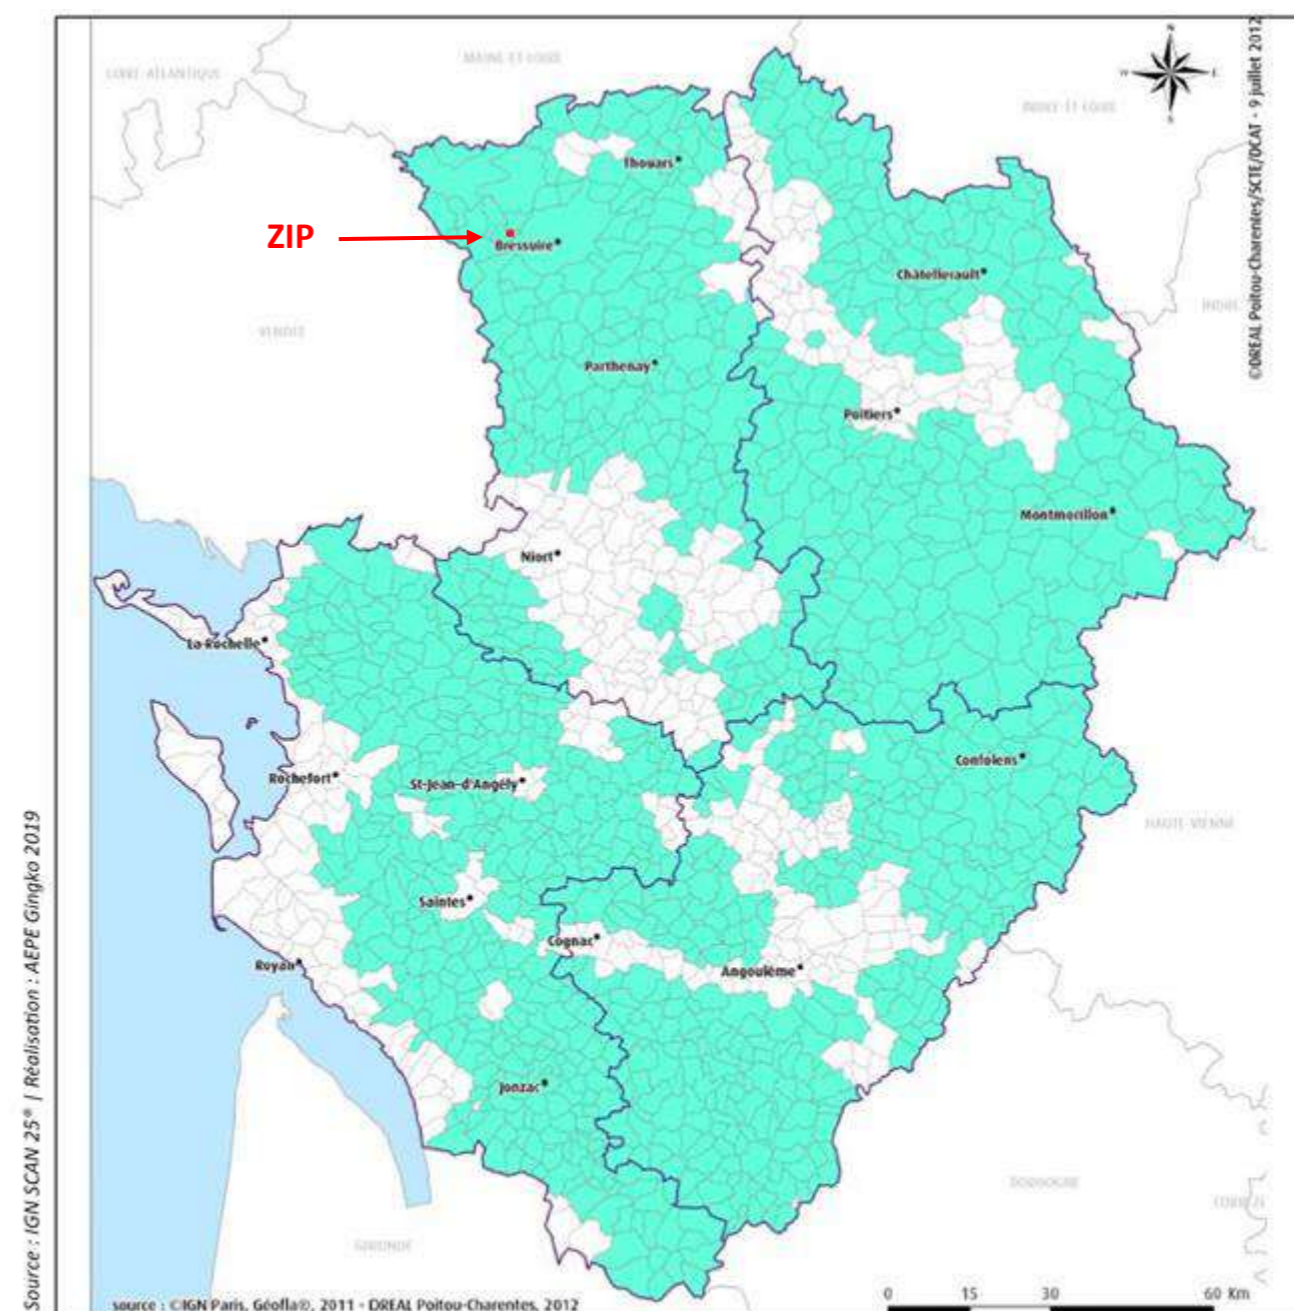 LOIRE-ATLANTIQUE
MAINE-ET-LOIRE
INDRE-ET-LOIRE
N
W
E
S
©DREAL Poitou-Charentes/SCTE/DCAT - 9 juillet 2012
Thouars
ZIP
Bressuire
Châtellerault
INDRE
VENDÉE
Parthenay
Poitiers
Montmorillon
Niort
La Rochelle
Confolens
Rochefort
St-Jean-d'Angély
HAUTE-VIENNE
Saintes
Cognac
Royan
Angoulême
Jonzac
DORDOGNE
GIRONDE
Source : IGN SCAN 25® | Réalisation : AEPE Gingko 2019
0 15 30 60 Km
source : ©IGN Paris, Géofla®, 2011 - DREAL Poitou-Charentes, 2012